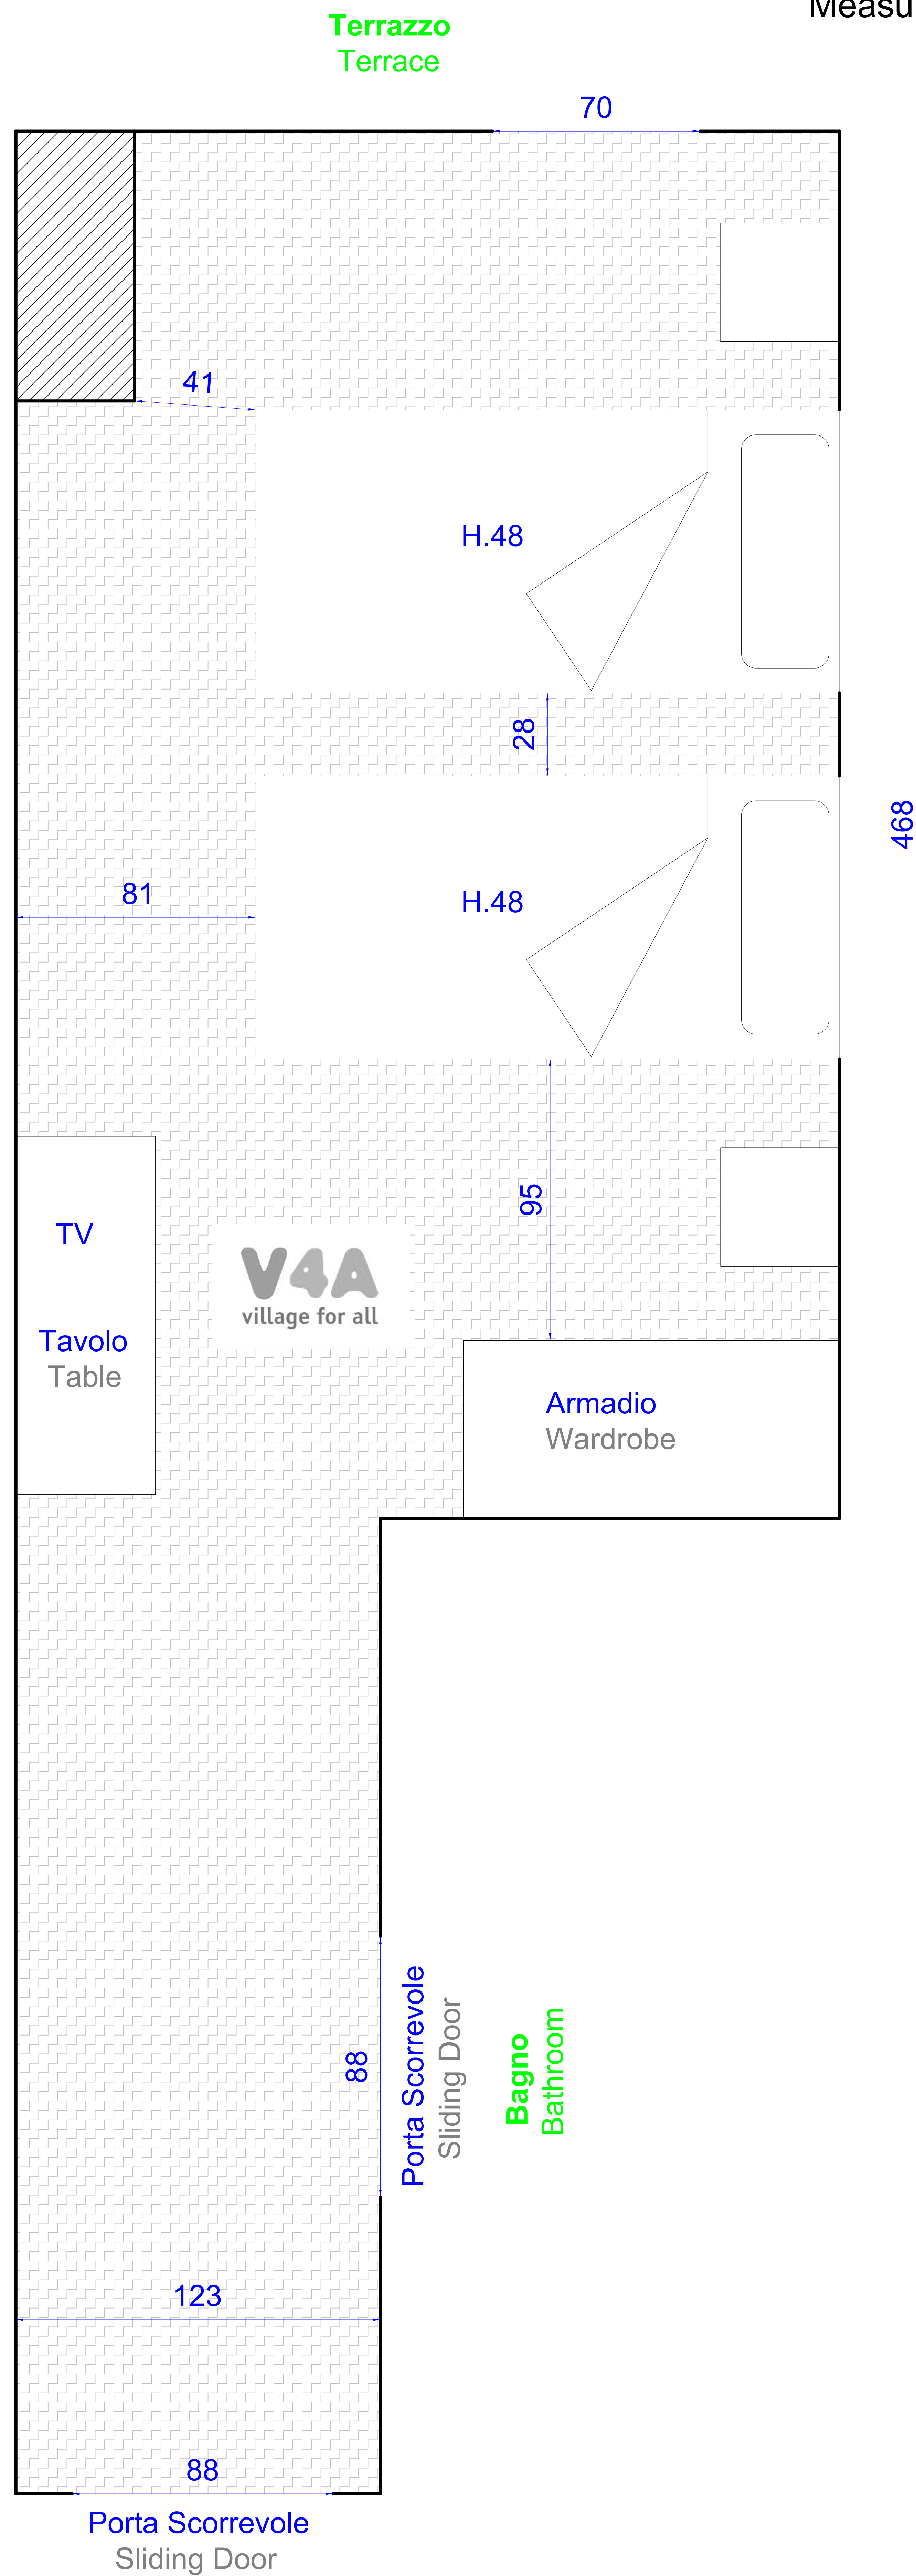 Measu
Terrazzo
Terrace
70
41
H.48
28
468
81
H.48
95
TV
V4A
village for all
Tavolo
Table
Armadio
Wardrobe
88
Porta Scorrevole
Sliding Door
Bagno
Bathroom
123
88
Porta Scorrevole
Sliding Door